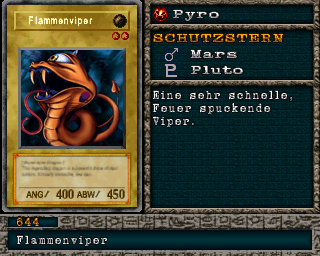 Flammenviper
ANG/ 400 ABW/ 450
Pyro
SCHUTZSTERN
Mars
Pluto
Eine sehr schnelle,
Feuer spuckende
Viper.
644
Flammenviper